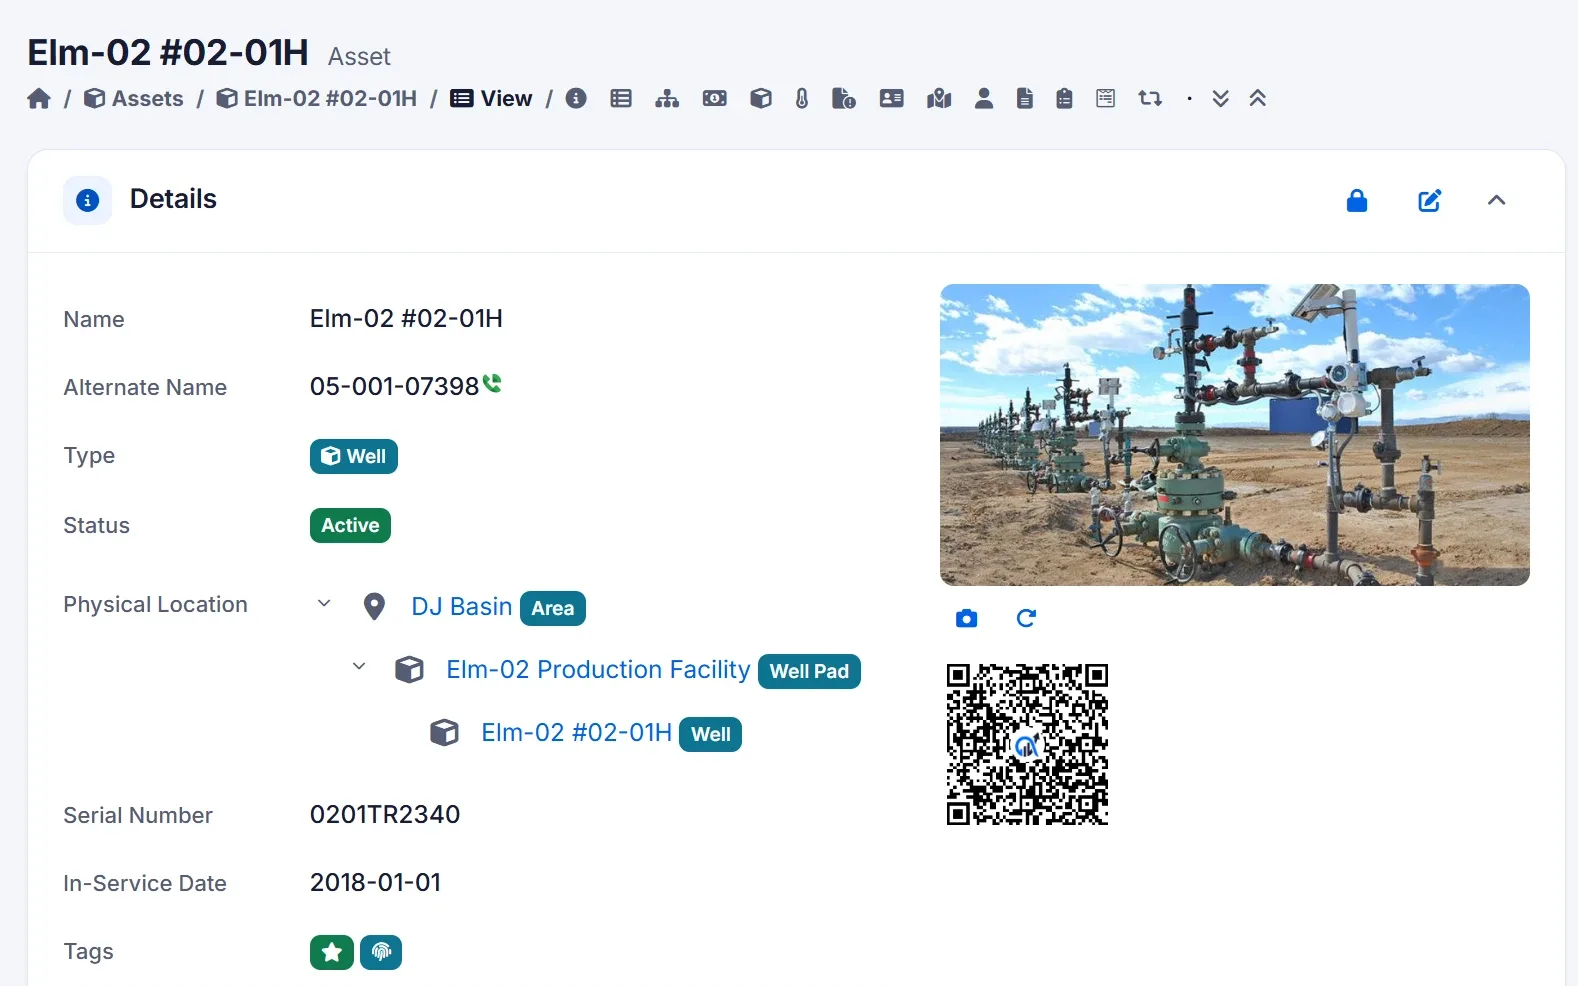 Elm-02 #02-01H Asset
/ Assets / Elm-02 #02-01H / View /
Details
Name Elm-02 #02-01H
Alternate Name 05-001-07398
Type Well
Status Active
Physical Location DJ Basin Area
Elm-02 Production Facility Well Pad
Elm-02 #02-01H Well
Serial Number 0201TR2340
In-Service Date 2018-01-01
Tags